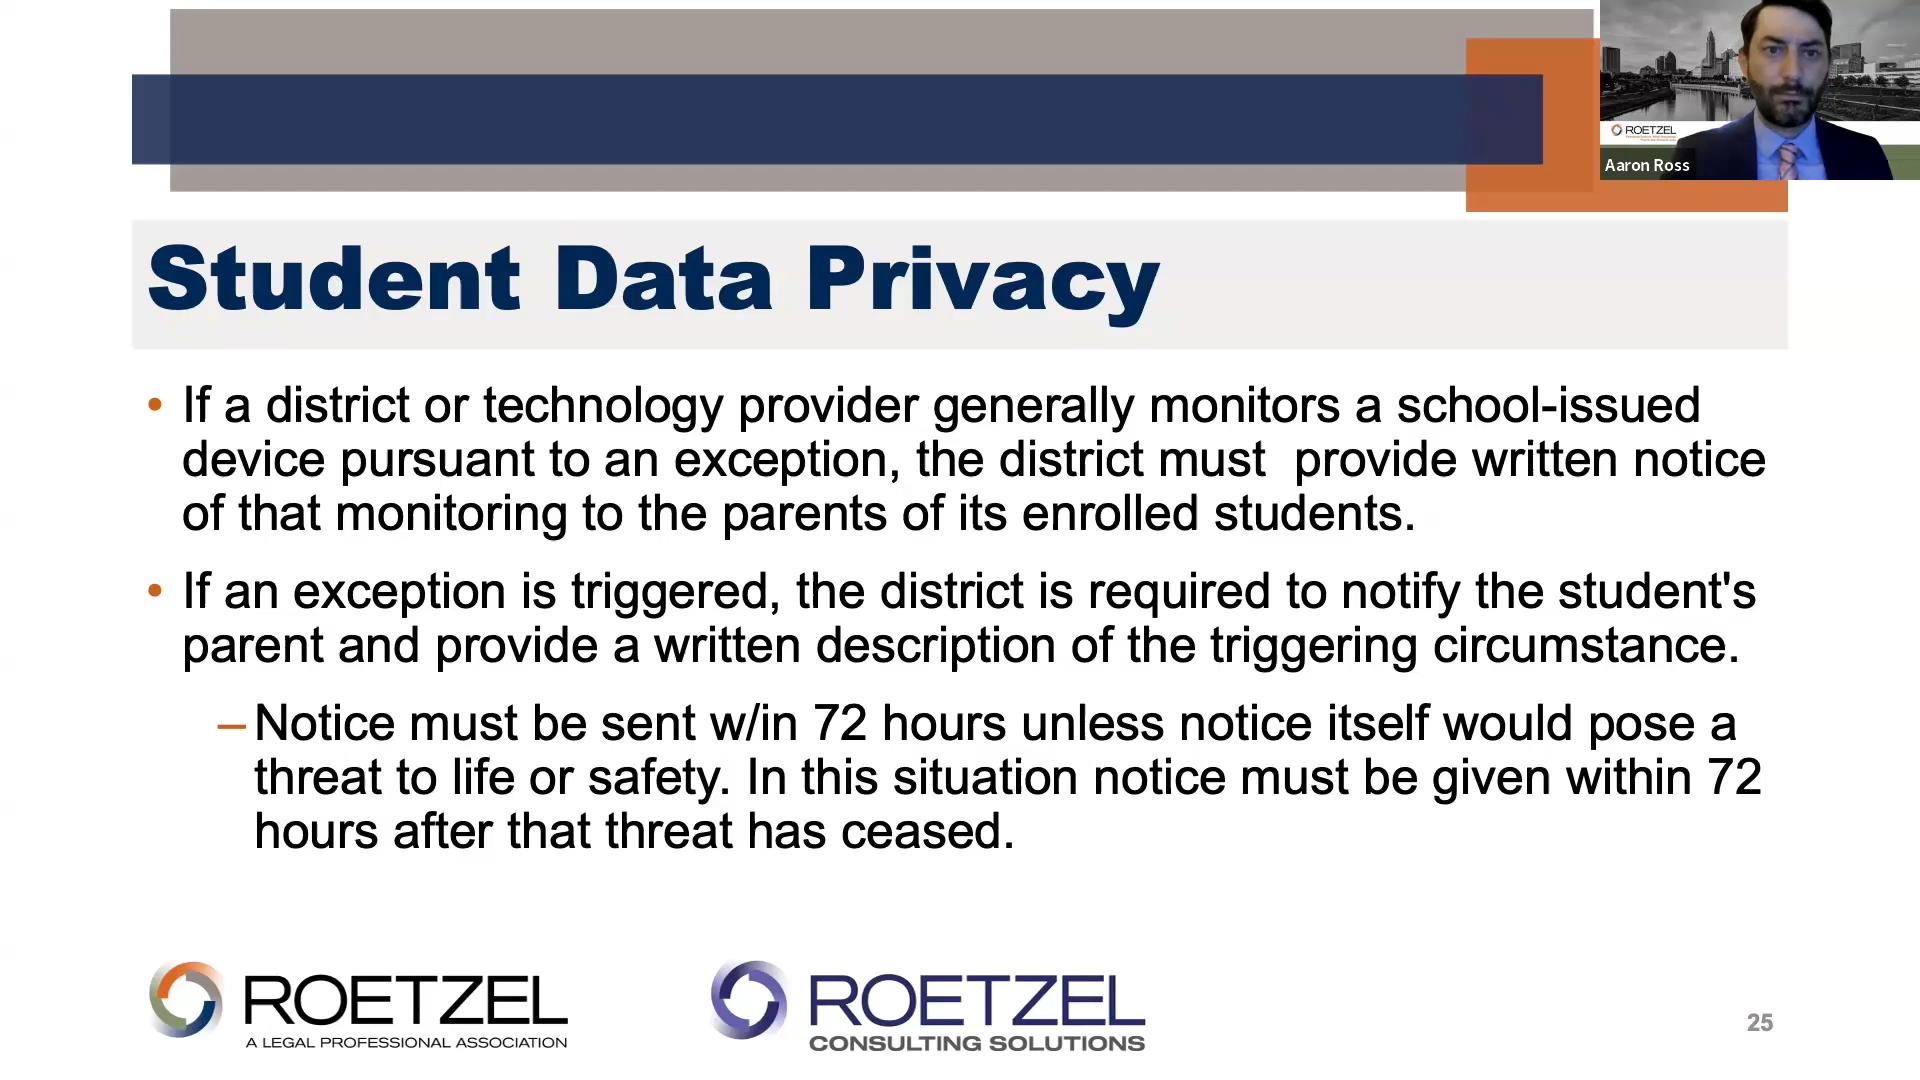 ROETZEL
Aaron Ross
Student Data Privacy
• If a district or technology provider generally monitors a school-issued
device pursuant to an exception, the district must  provide written notice
of that monitoring to the parents of its enrolled students.
• If an exception is triggered, the district is required to notify the student's
parent and provide a written description of the triggering circumstance.
– Notice must be sent w/in 72 hours unless notice itself would pose a
threat to life or safety. In this situation notice must be given within 72
hours after that threat has ceased.
ROETZEL
A LEGAL PROFESSIONAL ASSOCIATION
ROETZEL
CONSULTING SOLUTIONS
25